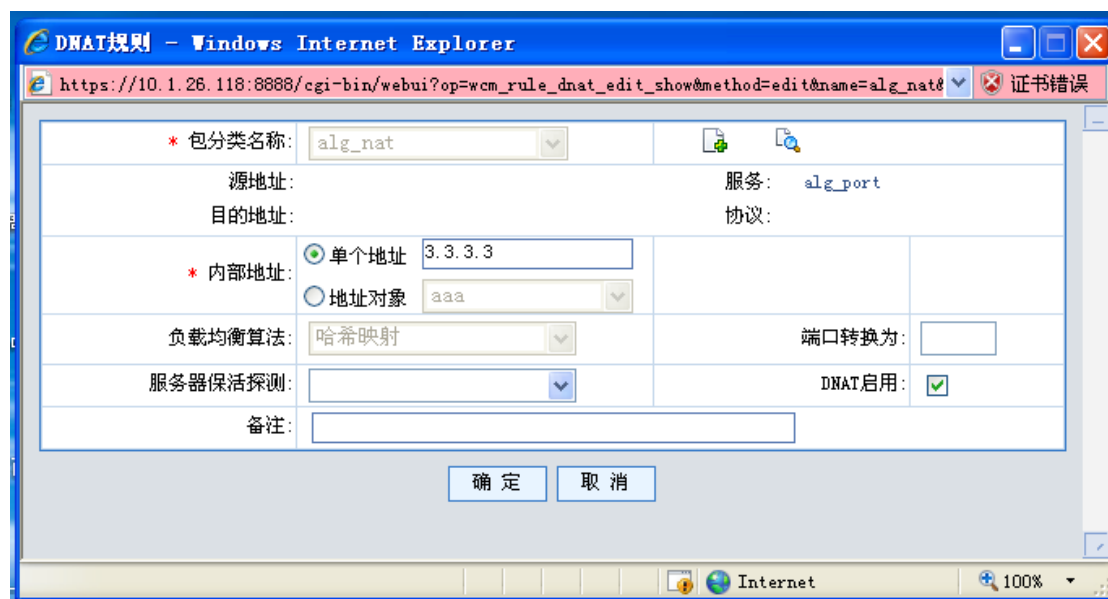 DNAT规则 - Windows Internet Explorer
https://10.1.26.118:8888/cgi-bin/webui?op=wcm_rule_dnat_edit_show&method=edit&name=alg_nat& 证书错误
* 包分类名称: alg_nat
源地址: 服务: alg_port
目的地址: 协议:
* 内部地址: 单个地址 3.3.3.3
地址对象 aaa
负载均衡算法: 哈希映射 端口转换为:
服务器保活探测: DNAT启用:
备注:
确 定 取 消
Internet 100%